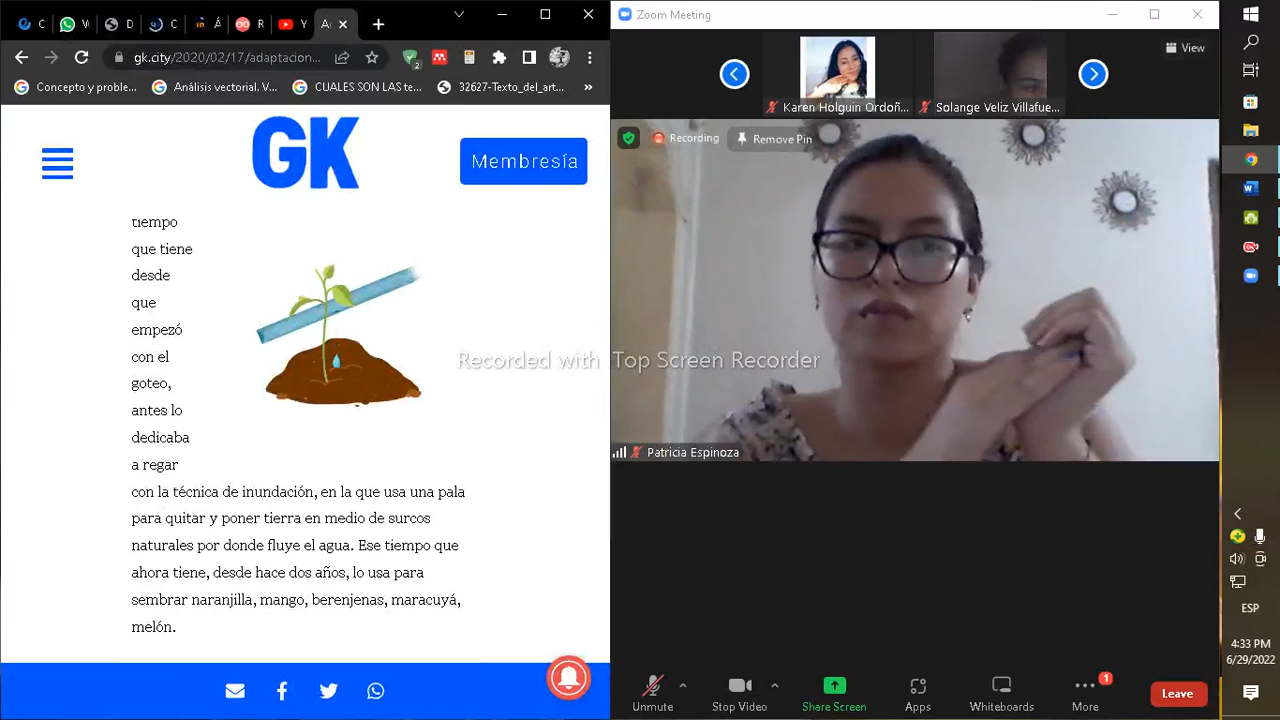 C
D
C
Á
R
Y
Ac
gk.city/2020/02/17/adaptacion...
2
Concepto y proble...
Análisis vectorial. V...
CUALES SON LAS te...
32627-Texto_del_art...
»
GK
Membresía
tiempo
que tiene
desde
que
empezó
con el
goteo,
antes lo
dedicaba
a regar
con la técnica de inundación, en la que usa una pala
para quitar y poner tierra en medio de surcos
naturales por donde fluye el agua. Ese tiempo que
ahora tiene, desde hace dos años, lo usa para
sembrar naranjilla, mango, berenjenas, maracuyá,
melón.
Zoom Meeting
View
Karen Holguin Ordoñ...
Solange Veliz Villafue...
Recording
Remove Pin
Recorded with Top Screen Recorder
Patricia Espinoza
Unmute
Stop Video
Share Screen
Apps
Whiteboards
1
More
Leave
ESP
4:33 PM
6/29/2022